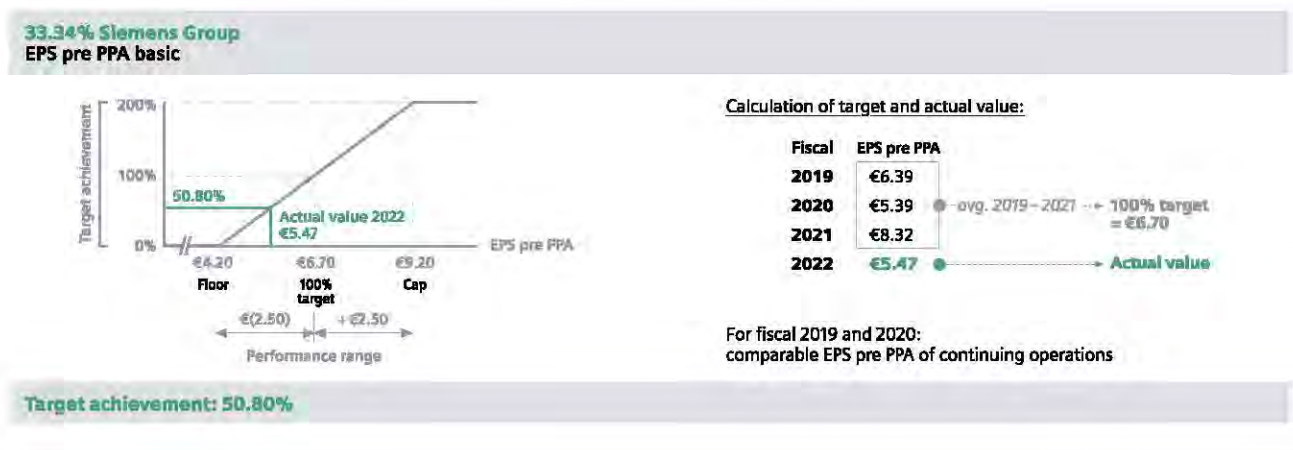 33.34% Siemens Group
EPS pre PPA basic
Target achievement
200%
100%
0%
50.80%
Actual value 2022
€5.47
EPS pre PPA
€4.20
€6.70
€9.20
Floor
100%
target
Cap
€(2.50)
+€2.50
Performance range
Calculation of target and actual value:
Fiscal EPS pre PPA
2019 €6.39
2020 €5.39 avg. 2019–2021 100% target
= €6.70
2021 €8.32
2022 €5.47 Actual value
For fiscal 2019 and 2020:
comparable EPS pre PPA of continuing operations
Target achievement: 50.80%